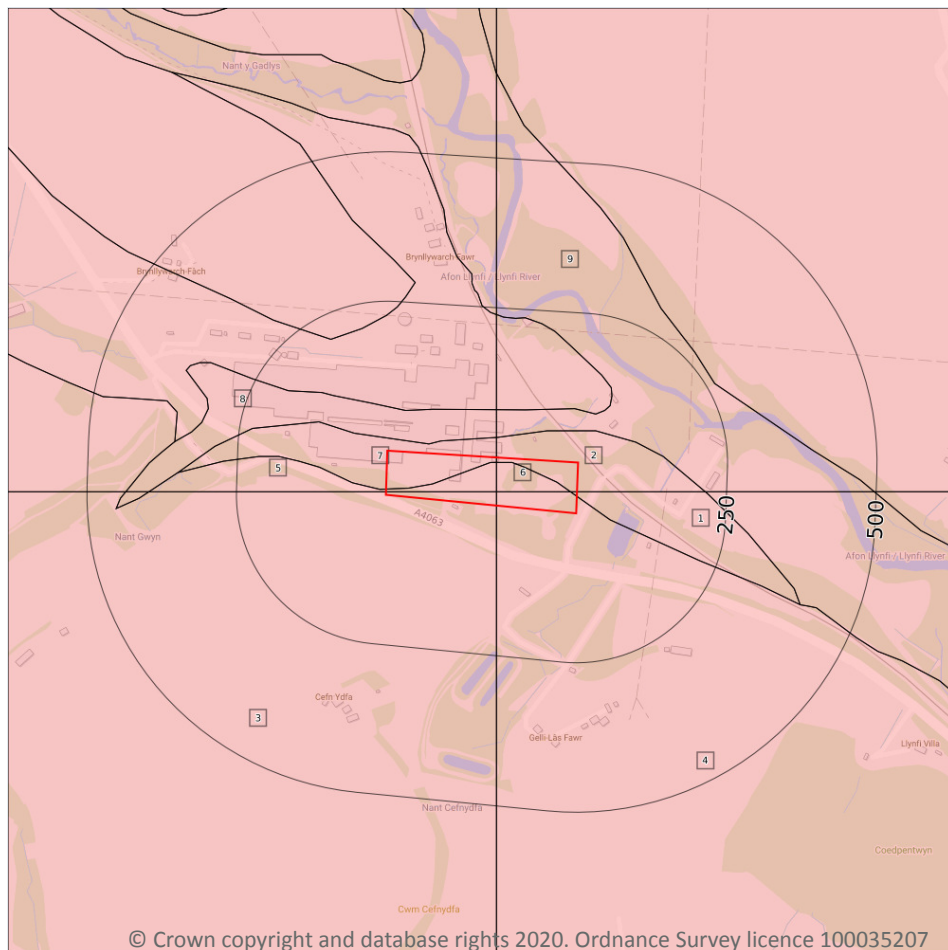 Nant y Gadlys
Brynllywarch Fawr
9
Brynllywarch-Fâch
Afon Llynfi / Llynfi River
8
7
2
5
6
250
500
A4063
1
Nant Gwyn
Afon Llynfi / Llynfi River
Cefn Ydfa
3
Gelli-Lâs Fawr
Llynfi Villa
4
Nant Cefnydfa
Coedpentwyn
Cwm Cefnydfa
© Crown copyright and database rights 2020. Ordnance Survey licence 100035207